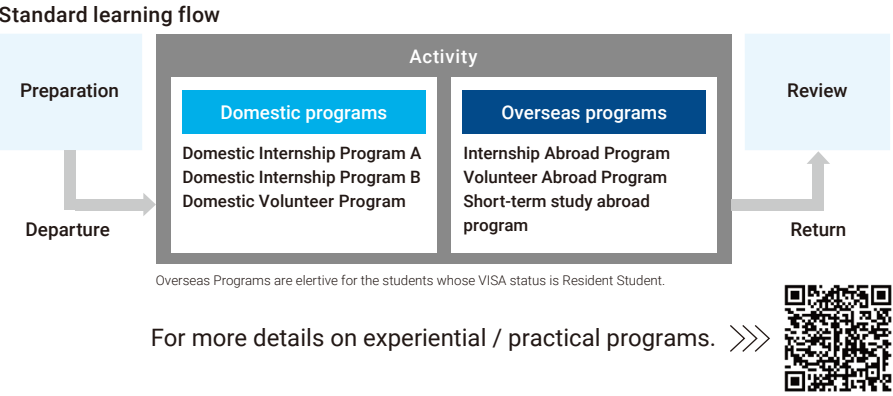 Standard learning flow
Activity
Preparation
Domestic programs
Overseas programs
Review
Domestic Internship Program A
Domestic Internship Program B
Domestic Volunteer Program
Internship Abroad Program
Volunteer Abroad Program
Short-term study abroad
program
Departure
Return
Overseas Programs are elertive for the students whose VISA status is Resident Student.
For more details on experiential / practical programs.